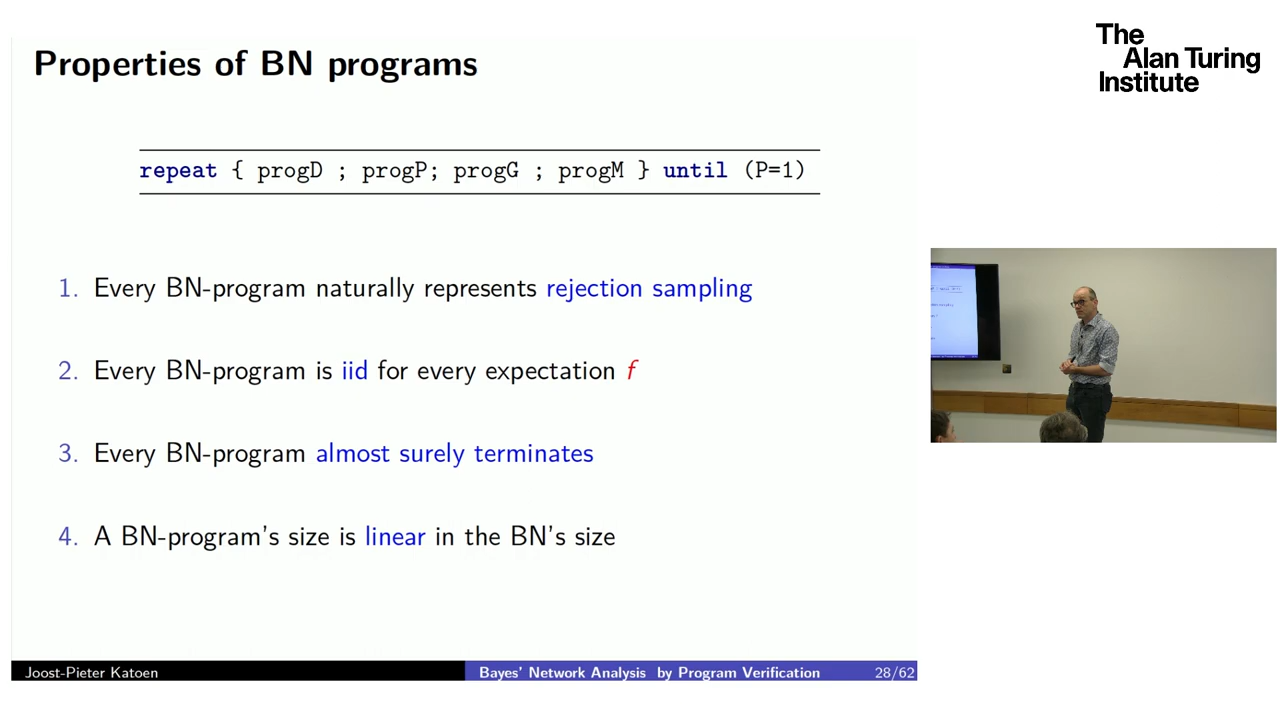 The
Alan Turing
Institute
Properties of BN programs
repeat { progD ; progP; progG ; progM } until (P=1)
1. Every BN-program naturally represents rejection sampling
2. Every BN-program is iid for every expectation f
3. Every BN-program almost surely terminates
4. A BN-program's size is linear in the BN's size
Joost-Pieter Katoen
Bayes' Network Analysis by Program Verification
28/62